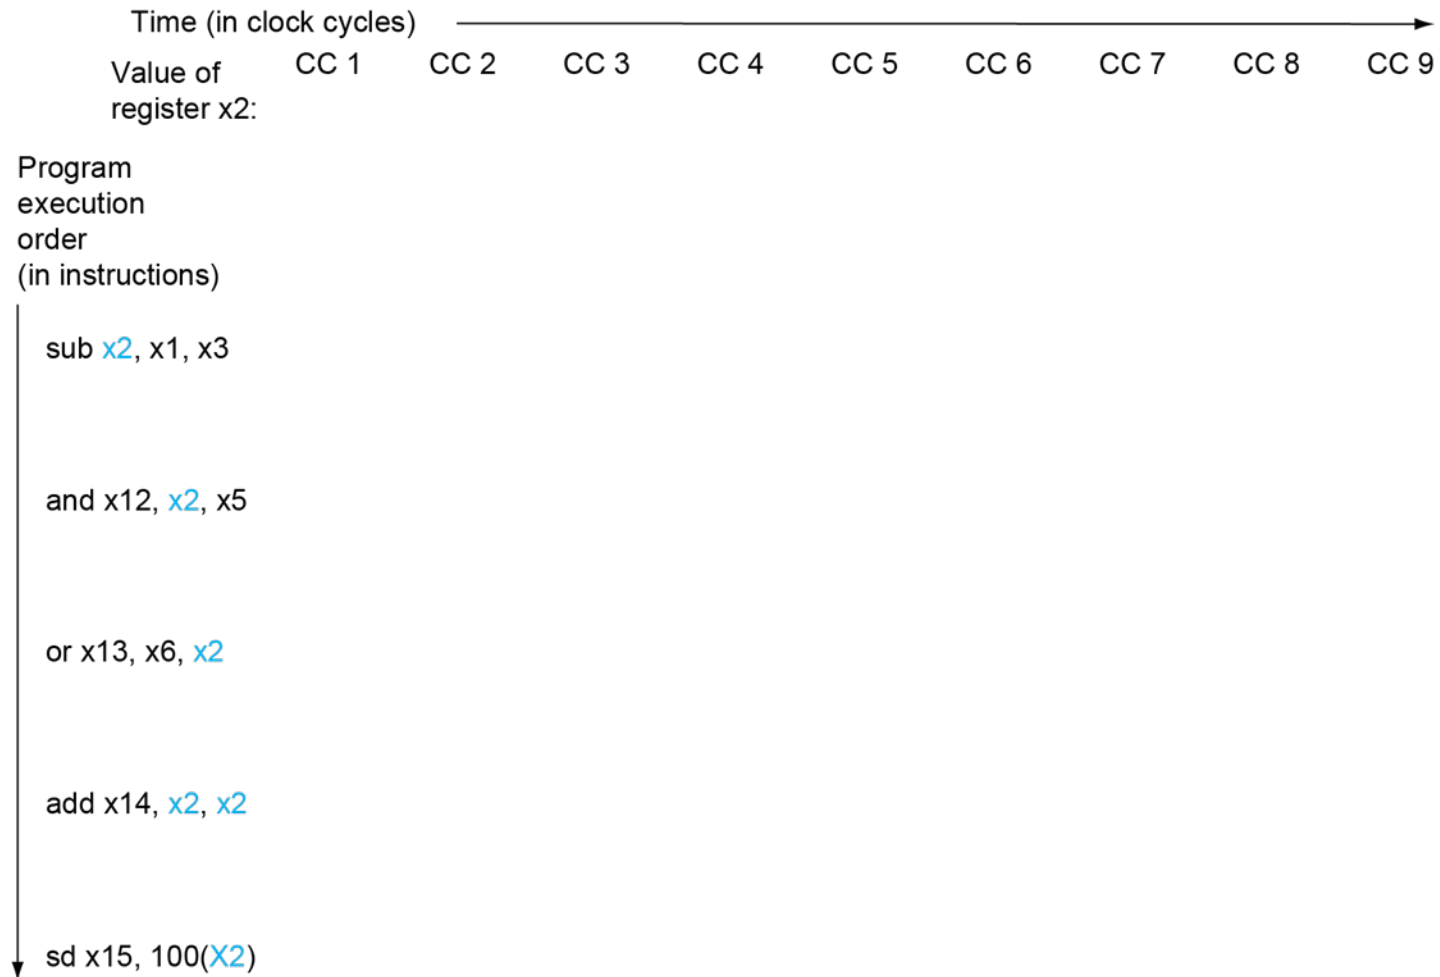 Time (in clock cycles)
Value of register x2:
CC 1 CC 2 CC 3 CC 4 CC 5 CC 6 CC 7 CC 8 CC 9
Program
execution
order
(in instructions)
sub x2, x1, x3
and x12, x2, x5
or x13, x6, x2
add x14, x2, x2
sd x15, 100(X2)